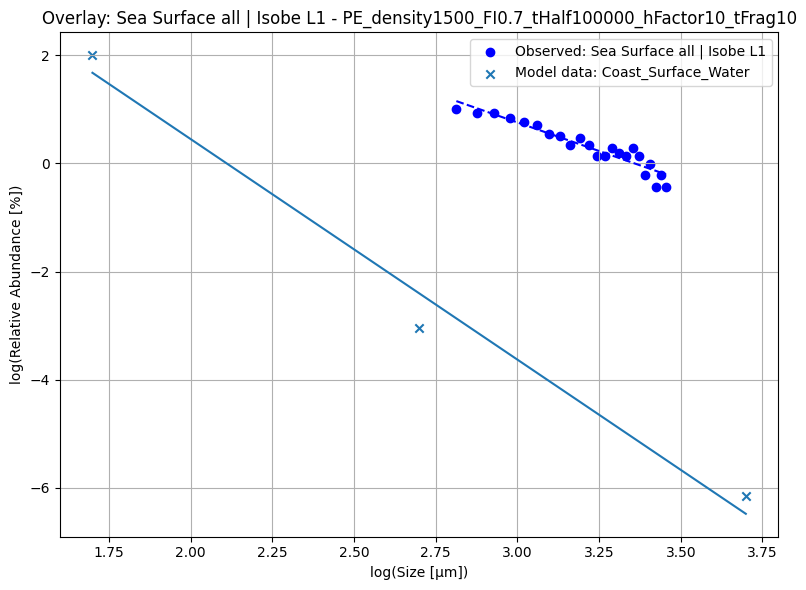 Overlay: Sea Surface all | Isobe L1 - PE_density1500_FI0.7_tHalf100000_hFactor10_tFrag10
Observed: Sea Surface all | Isobe L1
Model data: Coast_Surface_Water
log(Relative Abundance [%])
2
0
−2
−4
−6
1.75 2.00 2.25 2.50 2.75 3.00 3.25 3.50 3.75
log(Size [µm])